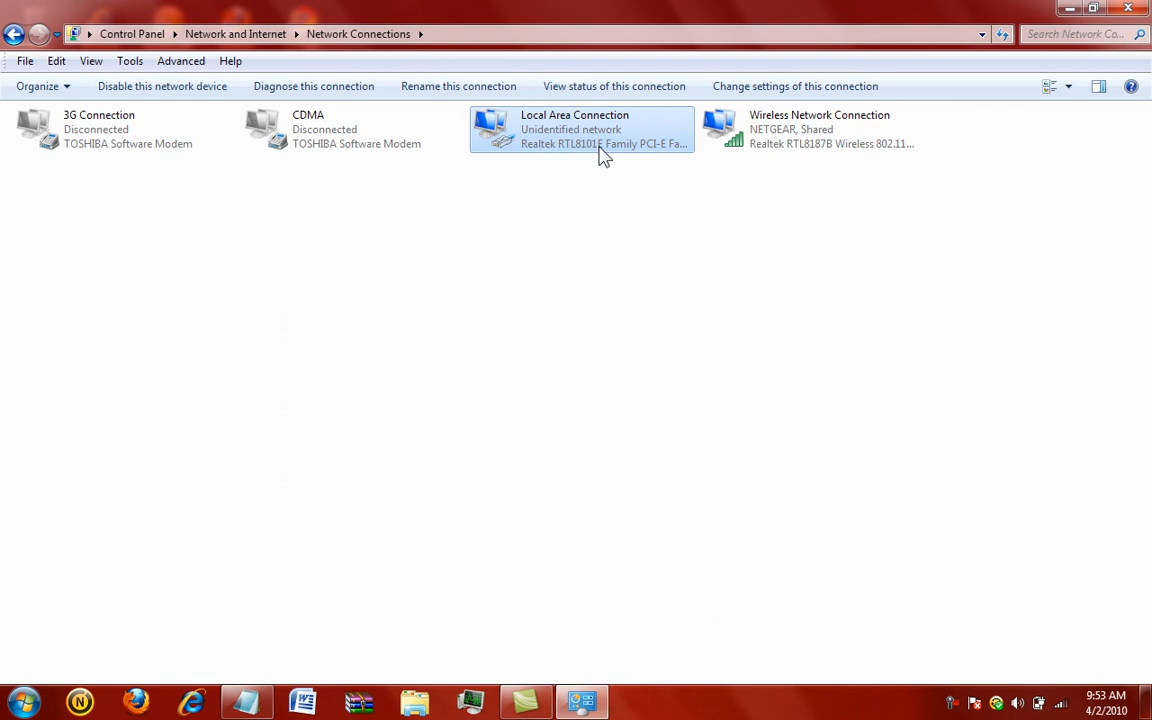 Control Panel Network and Internet Network Connections Search Network Co...
File Edit View Tools Advanced Help
Organize Disable this network device Diagnose this connection Rename this connection View status of this connection Change settings of this connection
3G Connection
Disconnected
TOSHIBA Software Modem
CDMA
Disconnected
TOSHIBA Software Modem
Local Area Connection
Unidentified network
Realtek RTL8101E Family PCI-E Fa...
Wireless Network Connection
NETGEAR, Shared
Realtek RTL8187B Wireless 802.11...
9:53 AM
4/2/2010